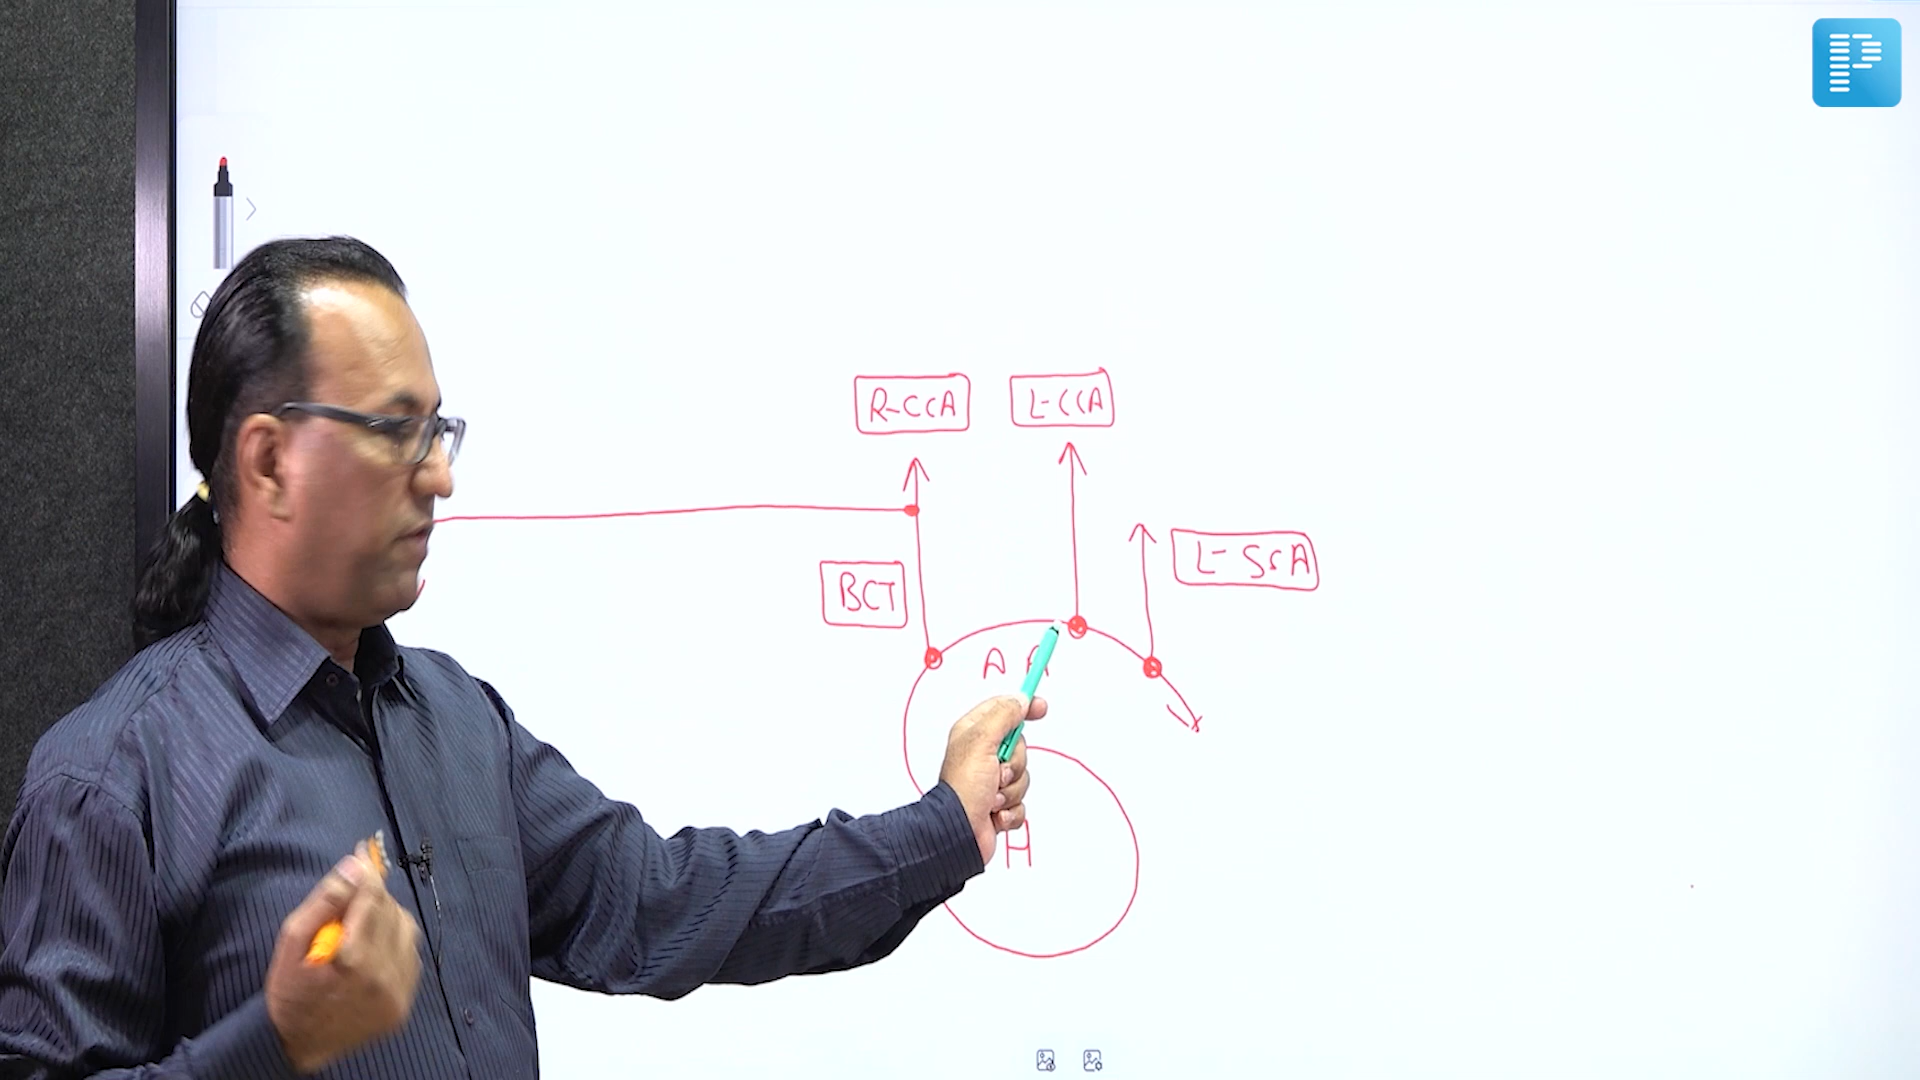 R-CCA
L-CCA
L-SCA
BCT
A A
H